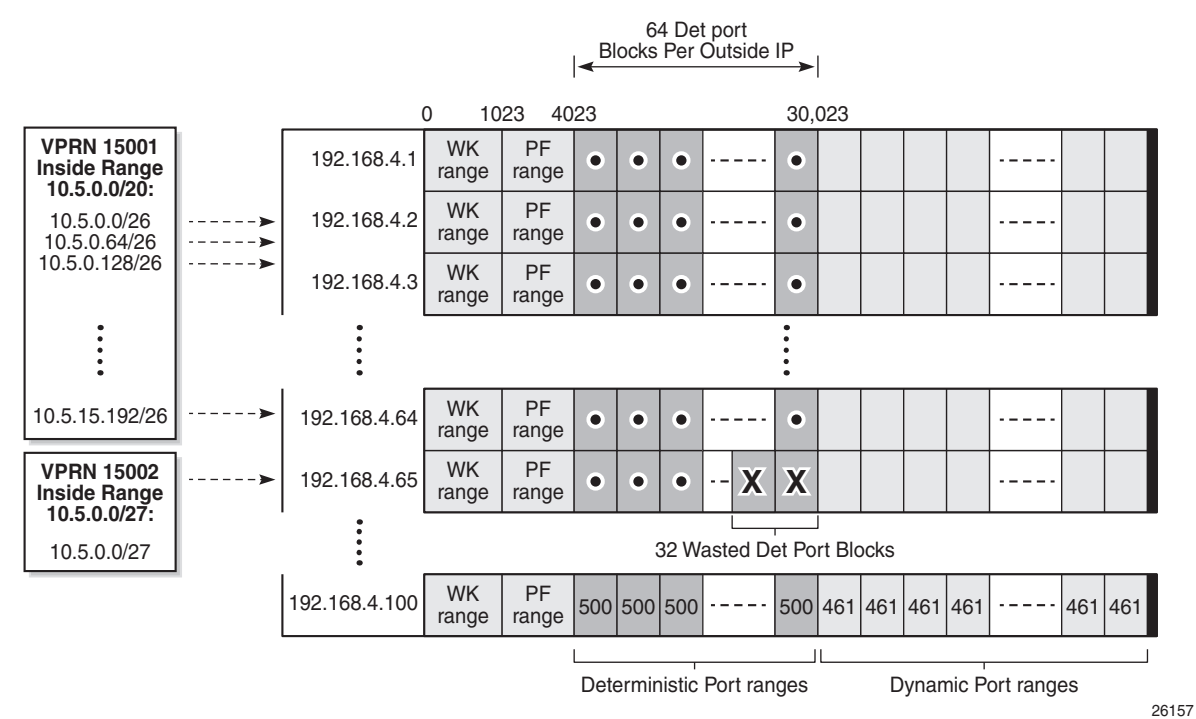 64 Det port
Blocks Per Outside IP
0 1023 4023 30,023
VPRN 15001
Inside Range
10.5.0.0/20:
10.5.0.0/26
10.5.0.64/26
10.5.0.128/26
10.5.15.192/26
VPRN 15002
Inside Range
10.5.0.0/27:
10.5.0.0/27
192.168.4.1 WK range PF range
192.168.4.2 WK range PF range
192.168.4.3 WK range PF range
192.168.4.64 WK range PF range
192.168.4.65 WK range PF range X X
32 Wasted Det Port Blocks
192.168.4.100 WK range PF range 500 500 500 500 461 461 461 461 461 461
Deterministic Port ranges Dynamic Port ranges
26157